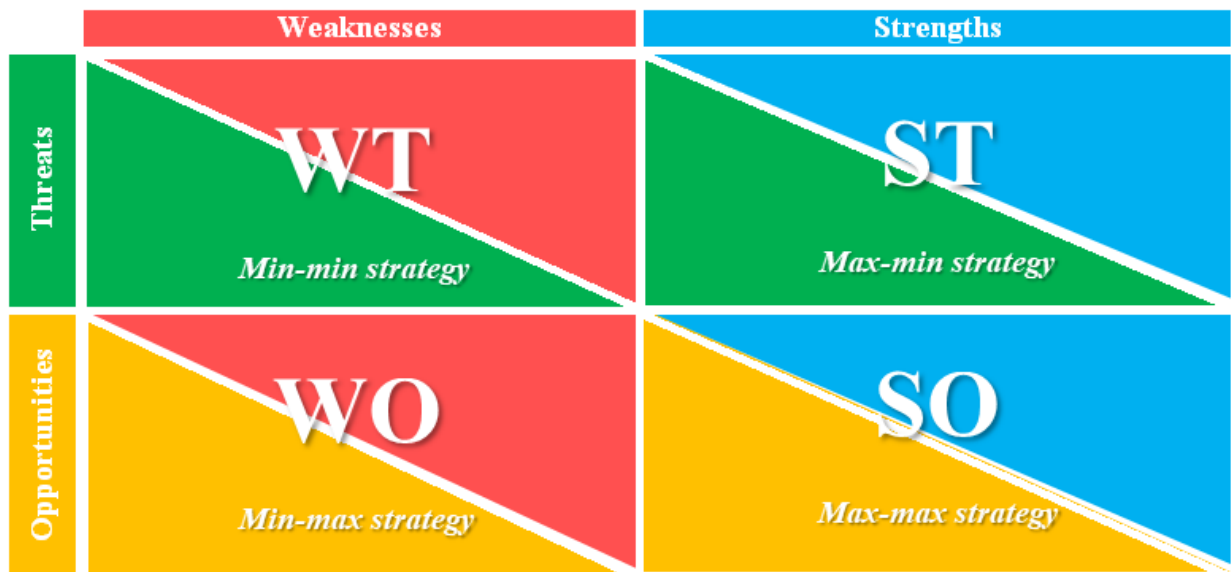 Weaknesses
Strengths
Threats
WT
Min-min strategy
ST
Max-min strategy
Opportunities
WO
Min-max strategy
SO
Max-max strategy